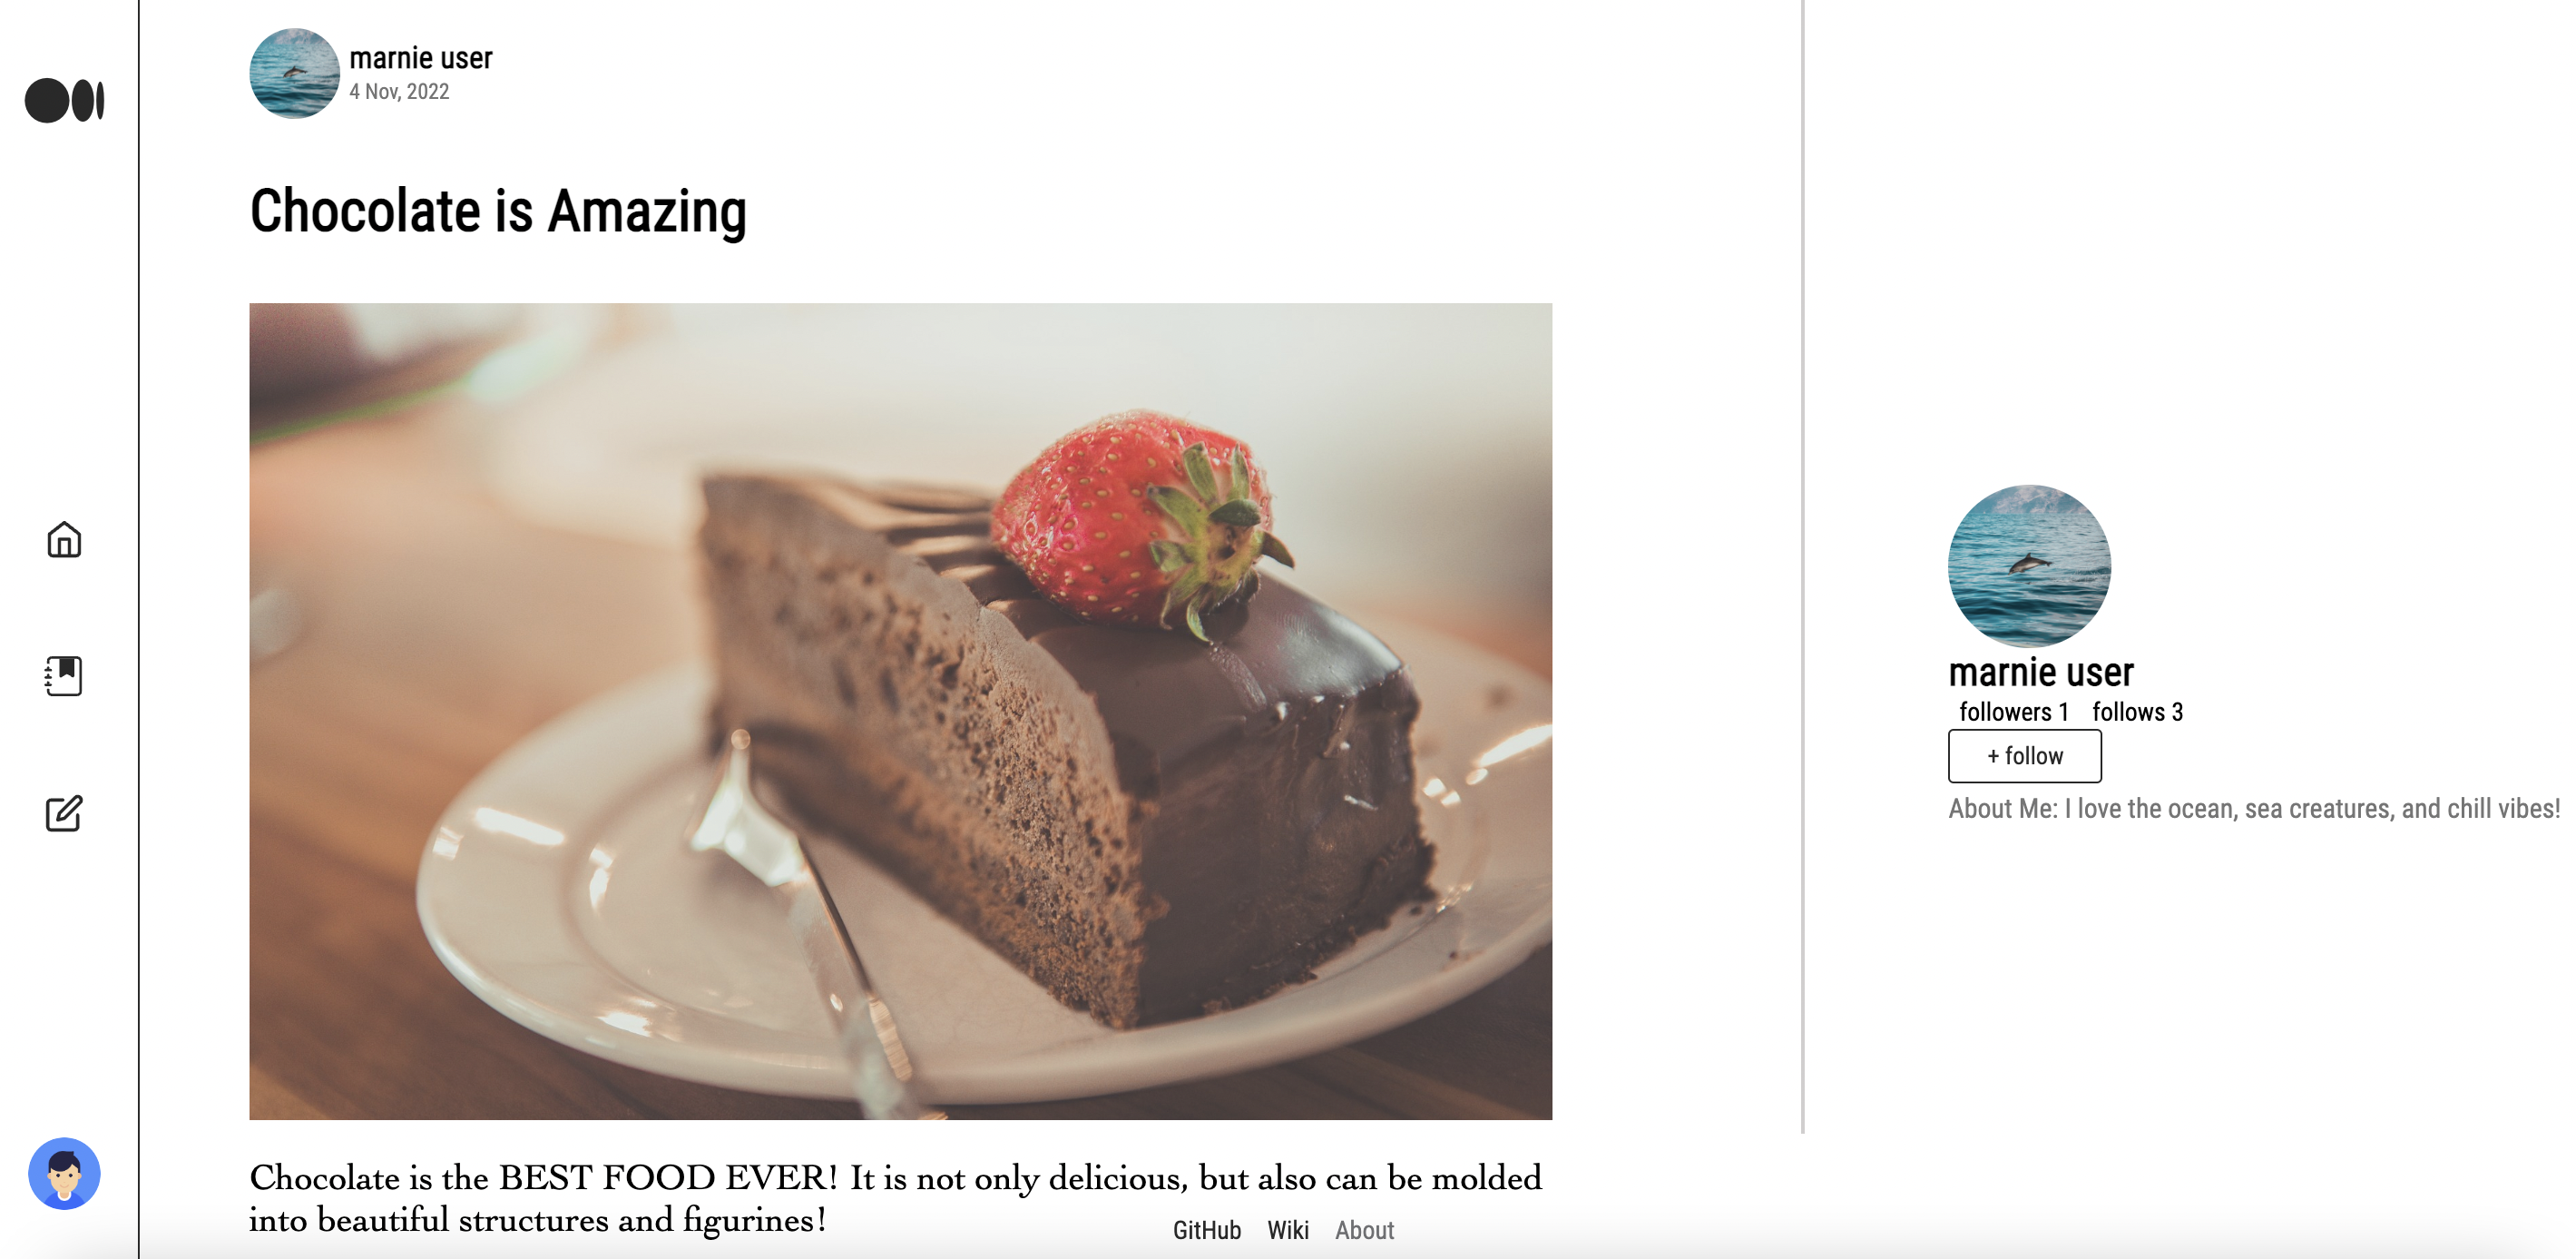 marnie user
4 Nov, 2022
Chocolate is Amazing
Chocolate is the BEST FOOD EVER! It is not only delicious, but also can be molded
into beautiful structures and figurines!
marnie user
followers 1 follows 3
+ follow
About Me: I love the ocean, sea creatures, and chill vibes!
GitHub Wiki About